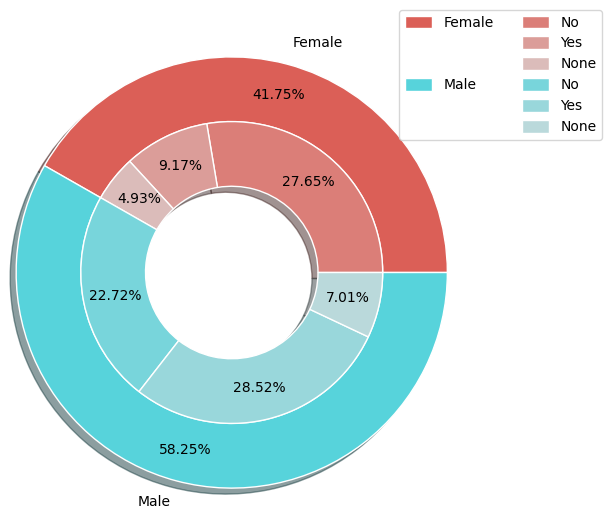 Female
No
Yes
None
Male
No
Yes
None
Female
41.75%
9.17%
27.65%
4.93%
22.72%
7.01%
28.52%
58.25%
Male